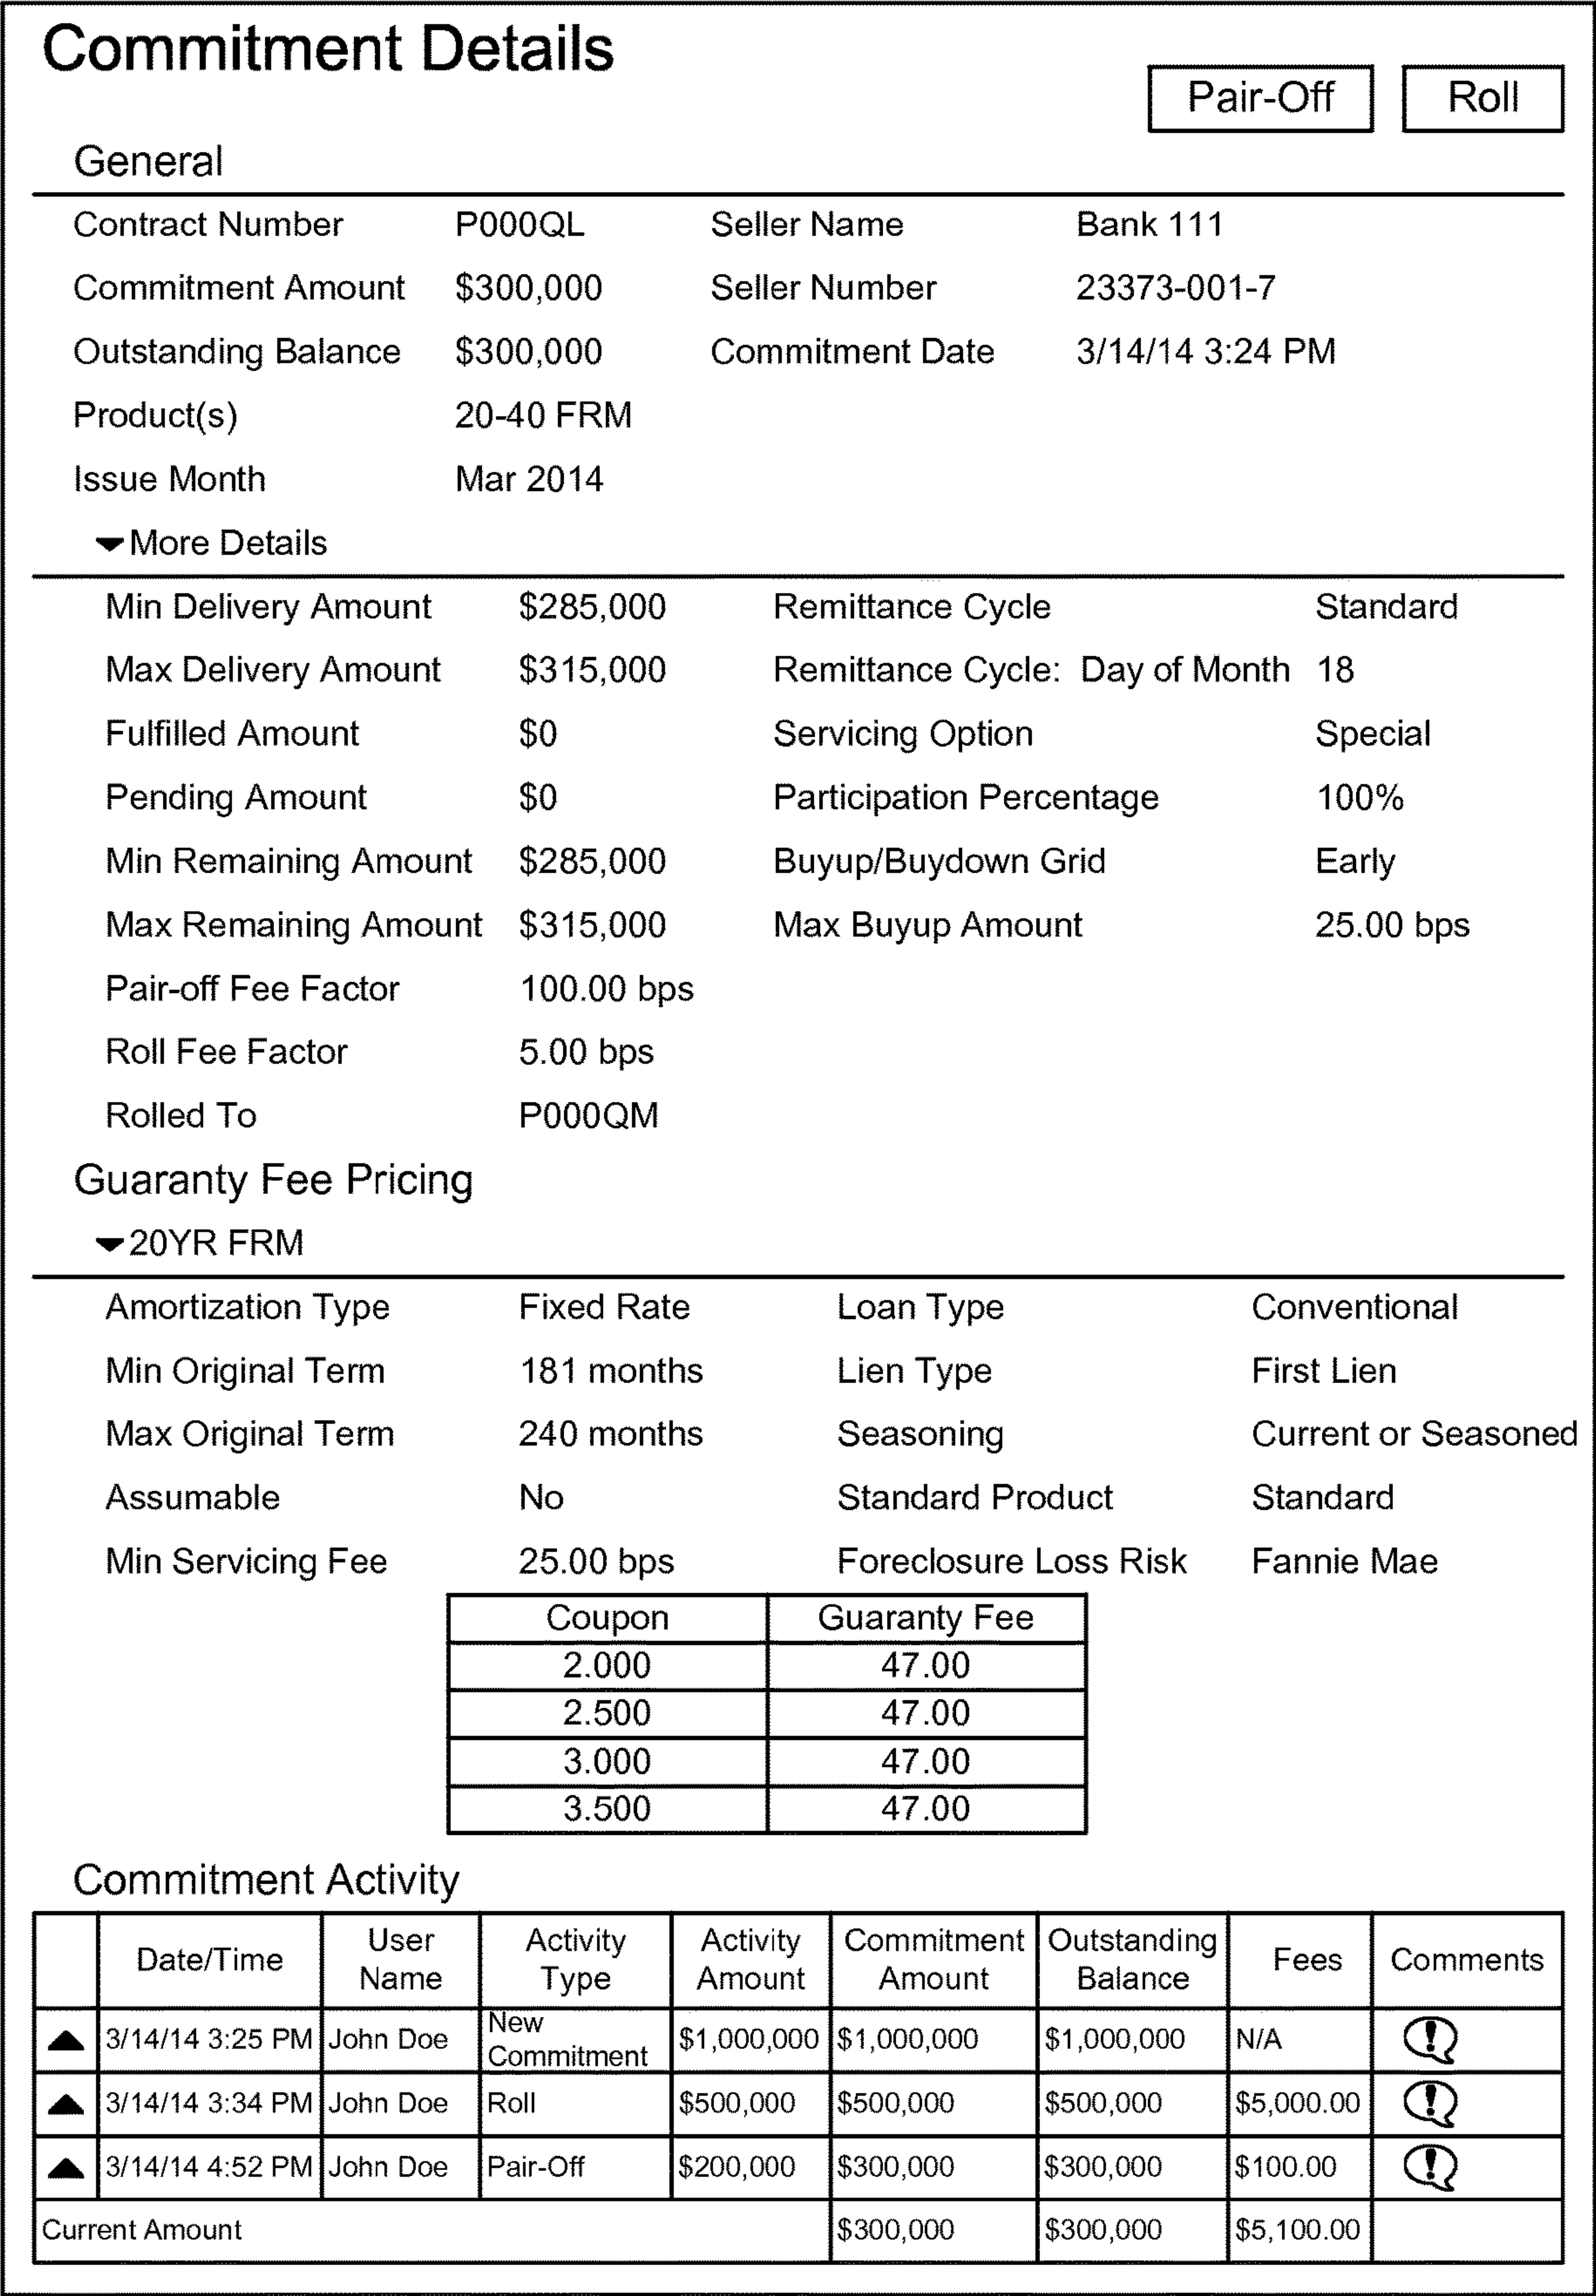 Commitment Details
Pair-Off Roll
General
Contract Number P000QL Seller Name Bank 111
Commitment Amount $300,000 Seller Number 23373-001-7
Outstanding Balance $300,000 Commitment Date 3/14/14 3:24 PM
Product(s) 20-40 FRM
Issue Month Mar 2014
More Details
Min Delivery Amount $285,000 Remittance Cycle Standard
Max Delivery Amount $315,000 Remittance Cycle: Day of Month 18
Fulfilled Amount $0 Servicing Option Special
Pending Amount $0 Participation Percentage 100%
Min Remaining Amount $285,000 Buyup/Buydown Grid Early
Max Remaining Amount $315,000 Max Buyup Amount 25.00 bps
Pair-off Fee Factor 100.00 bps
Roll Fee Factor 5.00 bps
Rolled To P000QM
Guaranty Fee Pricing
20YR FRM
Amortization Type Fixed Rate Loan Type Conventional
Min Original Term 181 months Lien Type First Lien
Max Original Term 240 months Seasoning Current or Seasoned
Assumable No Standard Product Standard
Min Servicing Fee 25.00 bps Foreclosure Loss Risk Fannie Mae
Coupon Guaranty Fee
2.000 47.00
2.500 47.00
3.000 47.00
3.500 47.00
Commitment Activity
Date/Time User Name Activity Type Activity Amount Commitment Amount Outstanding Balance Fees Comments
3/14/14 3:25 PM John Doe New Commitment $1,000,000 $1,000,000 $1,000,000 N/A
3/14/14 3:34 PM John Doe Roll $500,000 $500,000 $500,000 $5,000.00
3/14/14 4:52 PM John Doe Pair-Off $200,000 $300,000 $300,000 $100.00
Current Amount $300,000 $300,000 $5,100.00